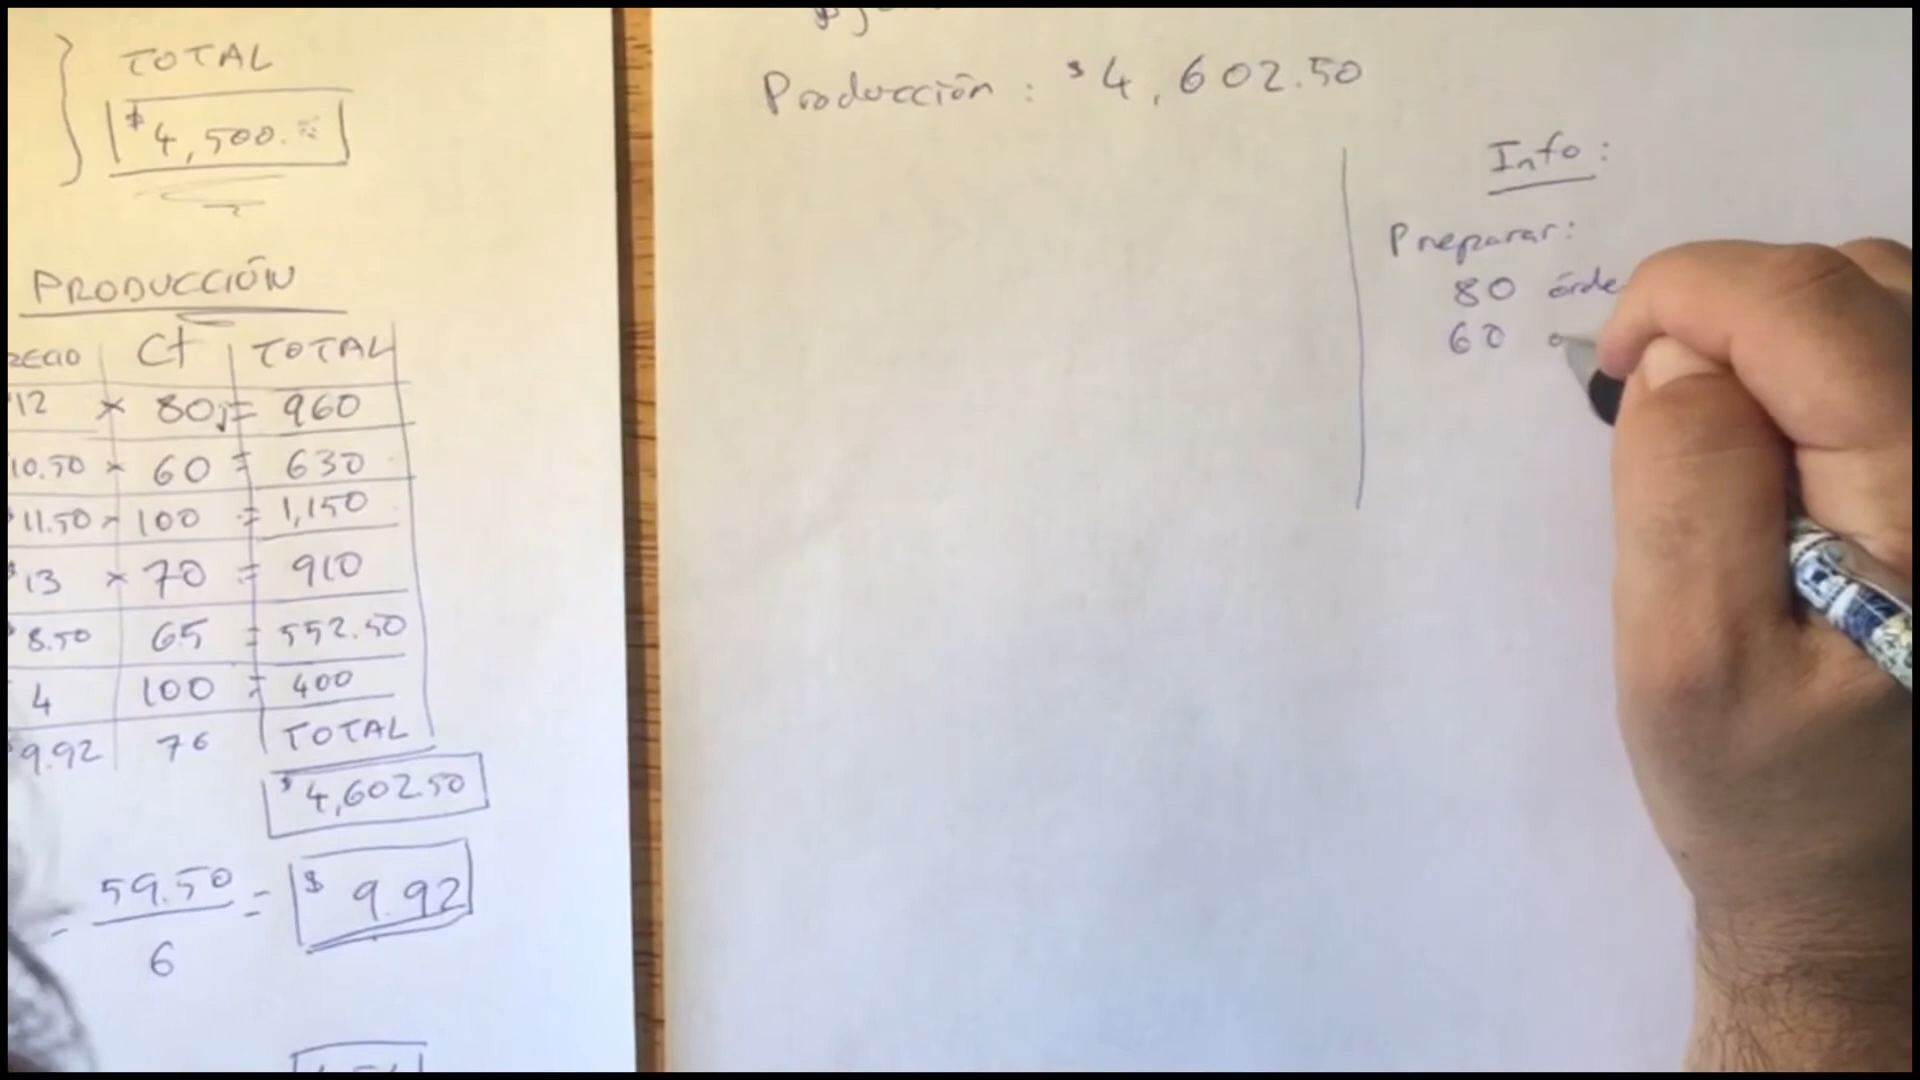 TOTAL
$4,500.
PRODUCCIÓN
Ct TOTAL
12 × 80 = 960
10.50 × 60 = 630
$11.50 × 100 = 1,150
$13 × 70 = 910
8.50 65 = 552.50
4 100 = 400
$9.92 76 TOTAL
$4,602.50
= 59.50 = $9.92
6
Producción: $4,602.50
Info:
Preparar:
80 órde
60